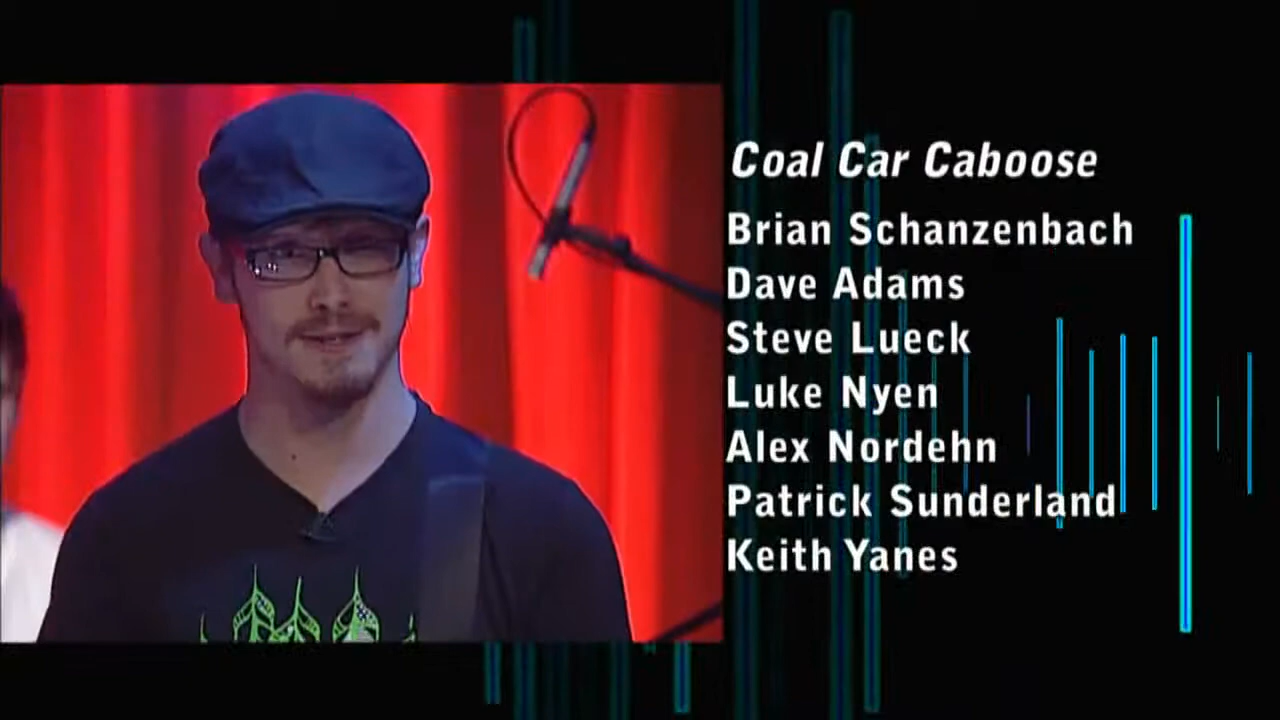 Coal Car Caboose
Brian Schanzenbach
Dave Adams
Steve Lueck
Luke Nyen
Alex Nordehn
Patrick Sunderland
Keith Yanes